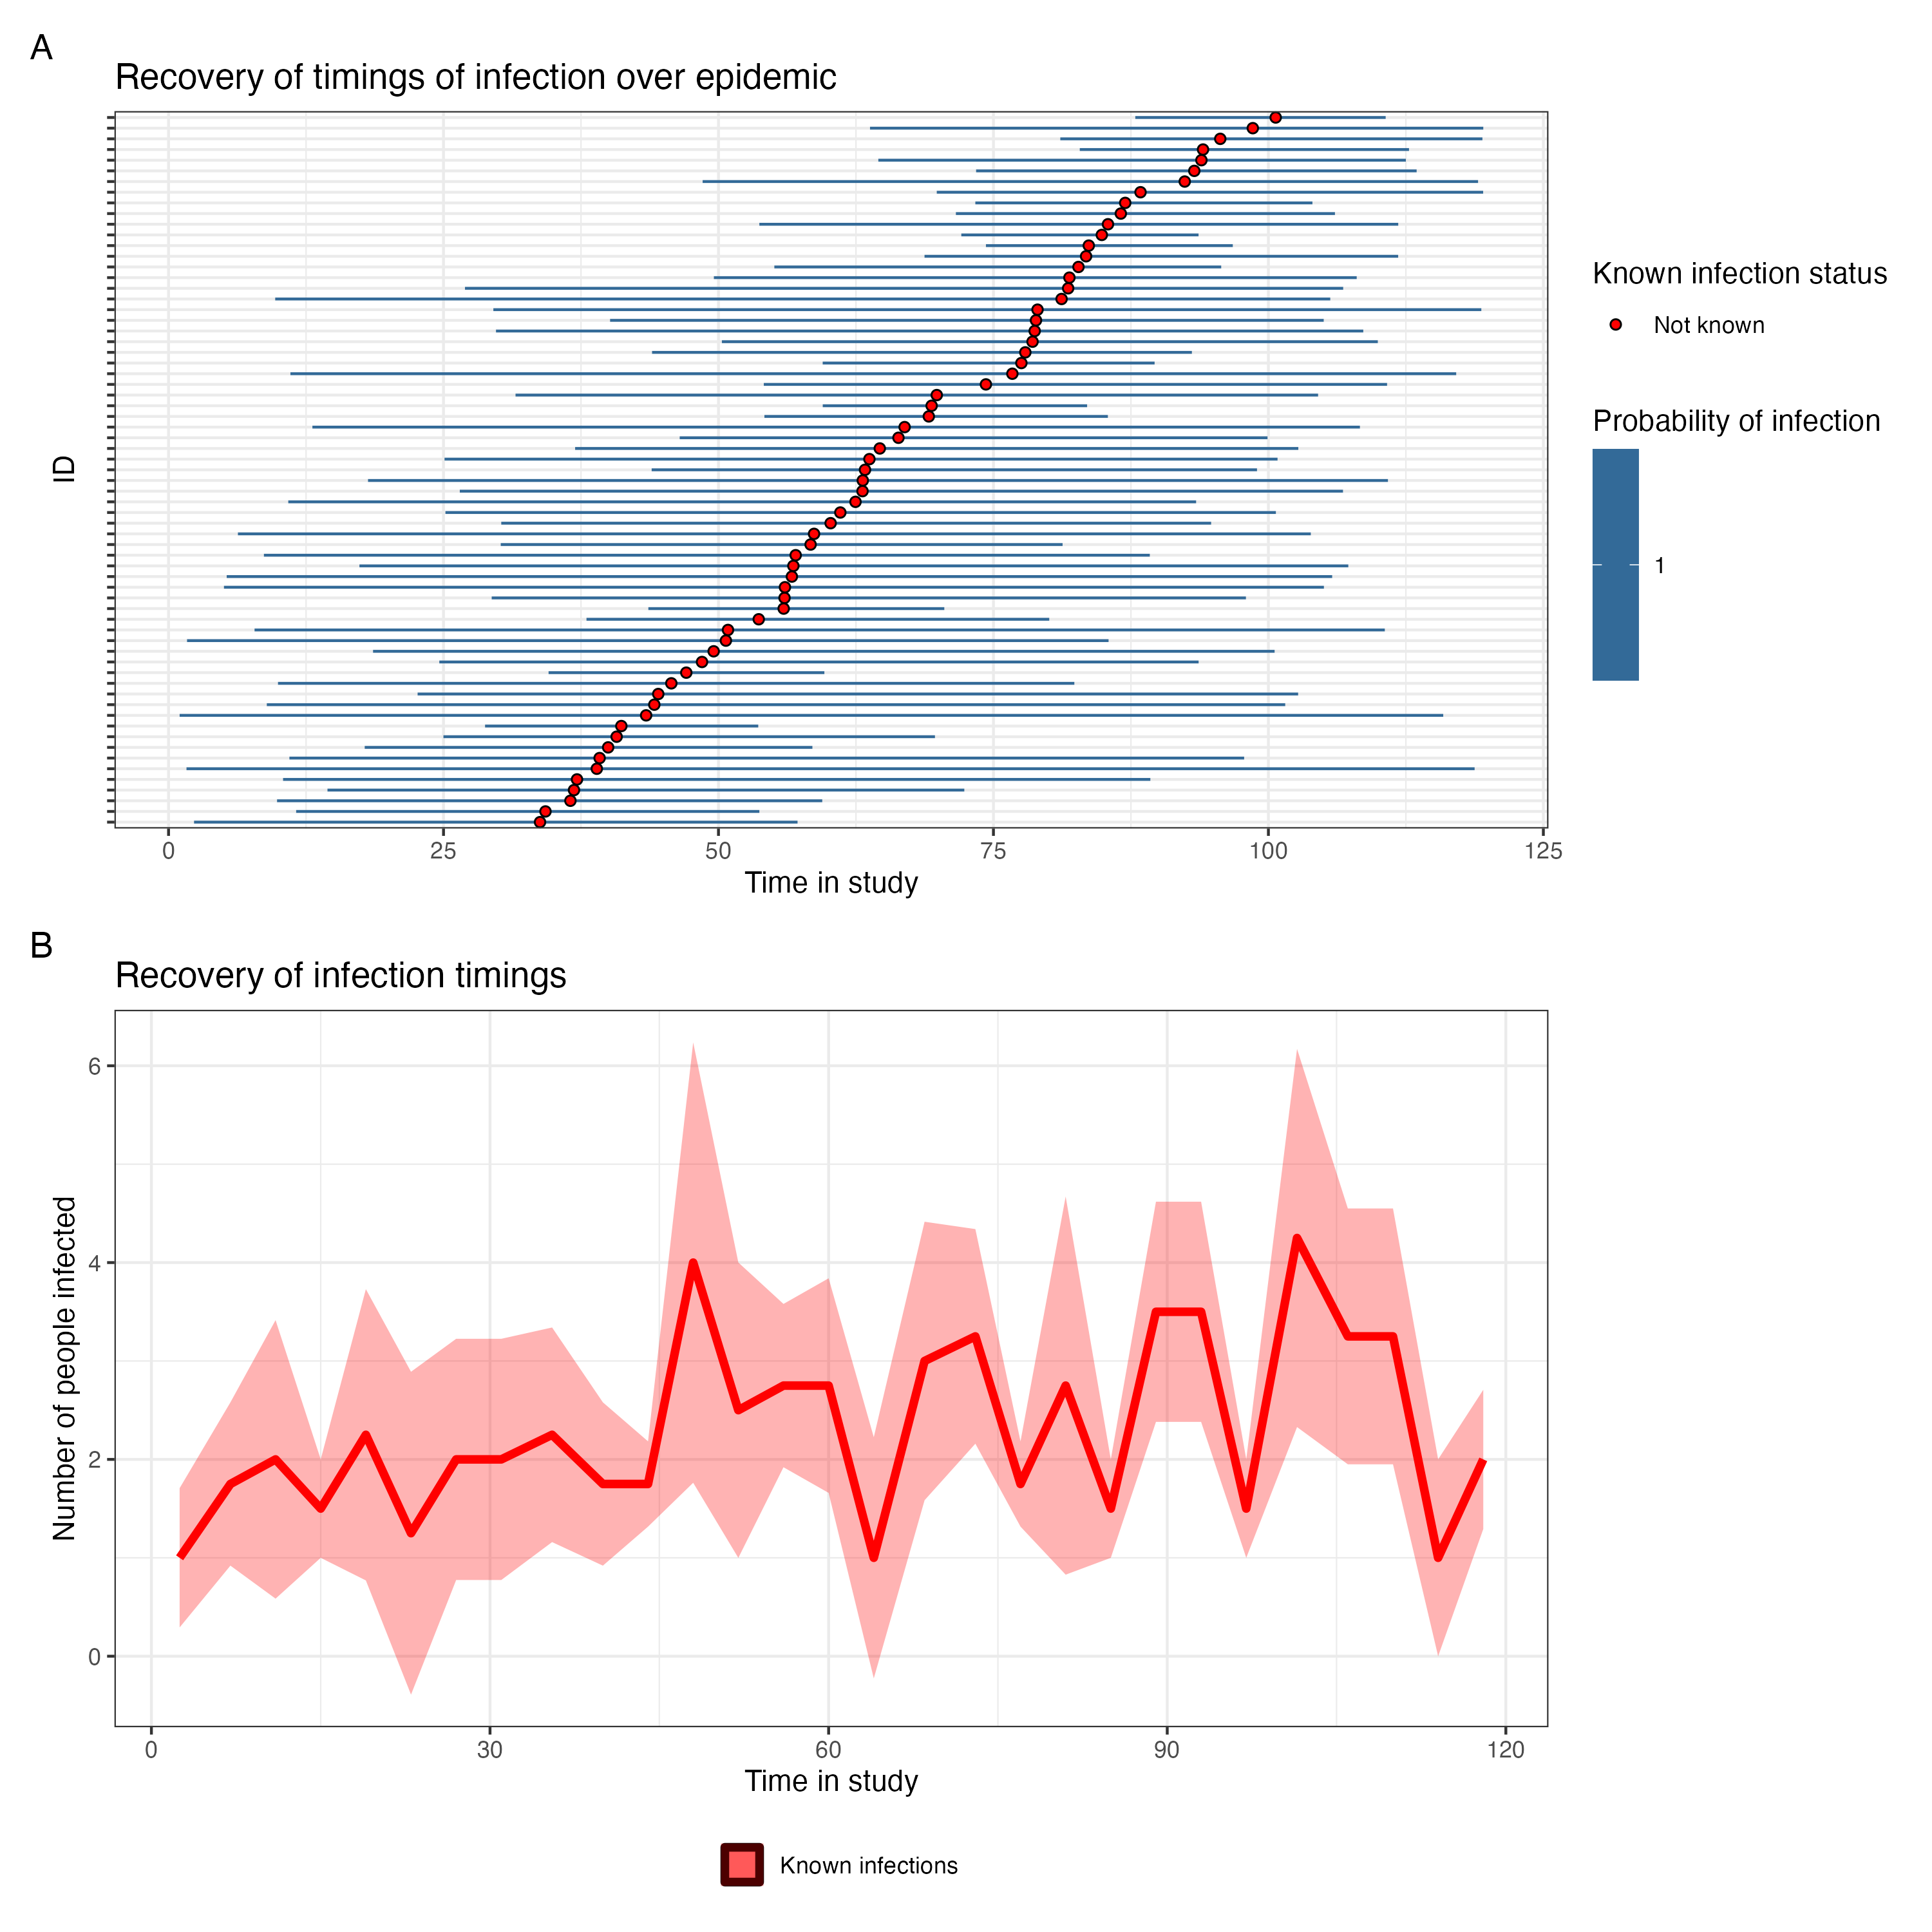 A
Recovery of timings of infection over epidemic
ID
0 25 50 75 100 125
Time in study
Known infection status
Not known
Probability of infection
1
B
Recovery of infection timings
Number of people infected
6
4
2
0
0 30 60 90 120
Time in study
Known infections